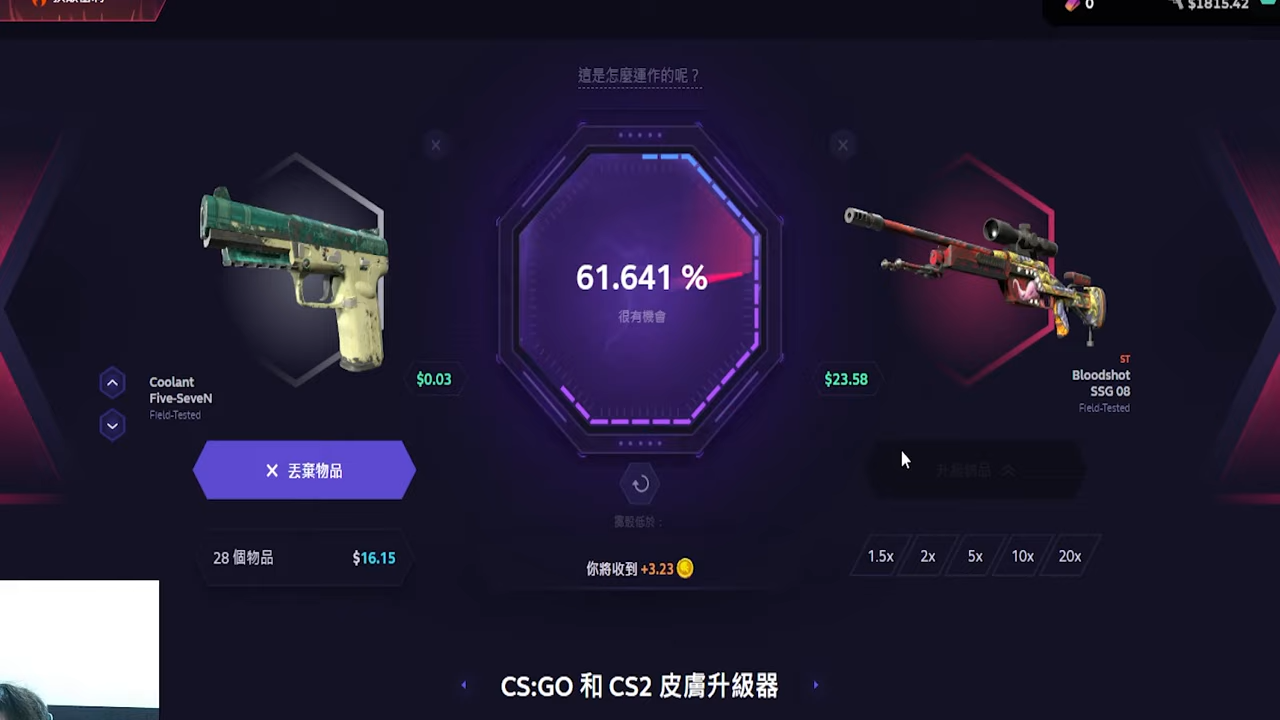 0
$1815.42
這是怎麼運作的呢？
61.641 %
很有機會
$0.03
$23.58
Coolant
Five-SeveN
Field-Tested
ST
Bloodshot
SSG 08
Field-Tested
丟棄物品
28 個物品
$16.15
你將收到 +3.23
1.5x
2x
5x
10x
20x
CS:GO 和 CS2 皮膚升級器